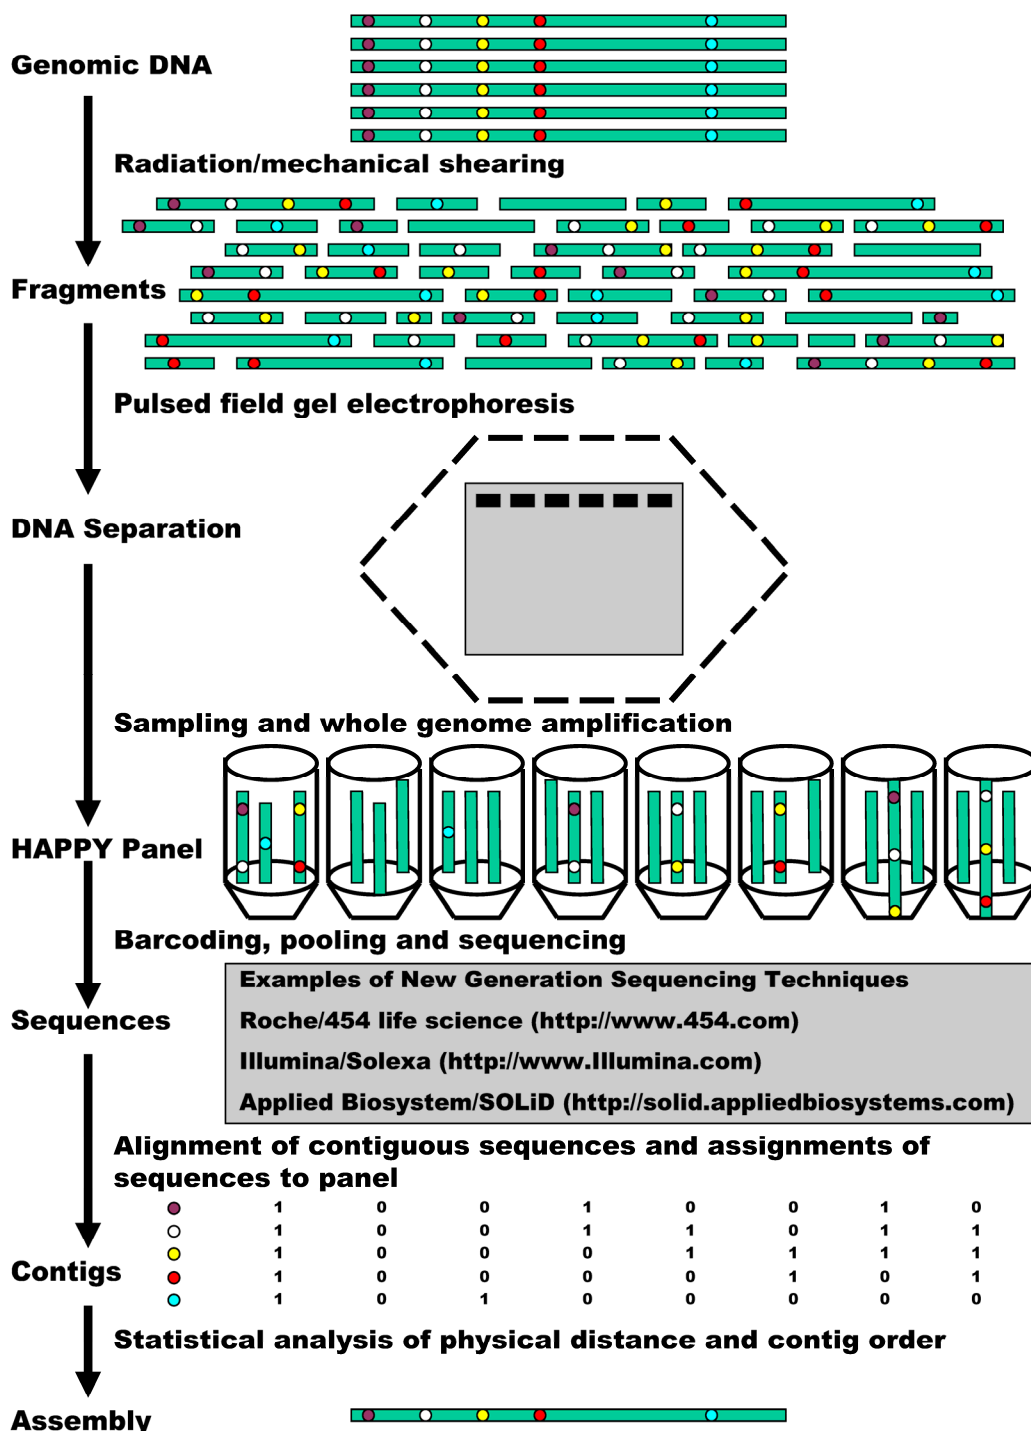 Genomic DNA
Radiation/mechanical shearing
Fragments
Pulsed field gel electrophoresis
DNA Separation
Sampling and whole genome amplification
HAPPY Panel
Barcoding, pooling and sequencing
Examples of New Generation Sequencing Techniques
Sequences
Roche/454 life science (http://www.454.com)
Illumina/Solexa (http://www.Illumina.com)
Applied Biosystem/SOLiD (http://solid.appliedbiosystems.com)
Alignment of contiguous sequences and assignments of
sequences to panel
1 0 0 1 0 0 1 0
1 0 0 1 1 0 1 1
1 0 0 0 1 1 1 1
Contigs
1 0 0 0 0 1 0 1
1 0 1 0 0 0 0 0
Statistical analysis of physical distance and contig order
Assembly